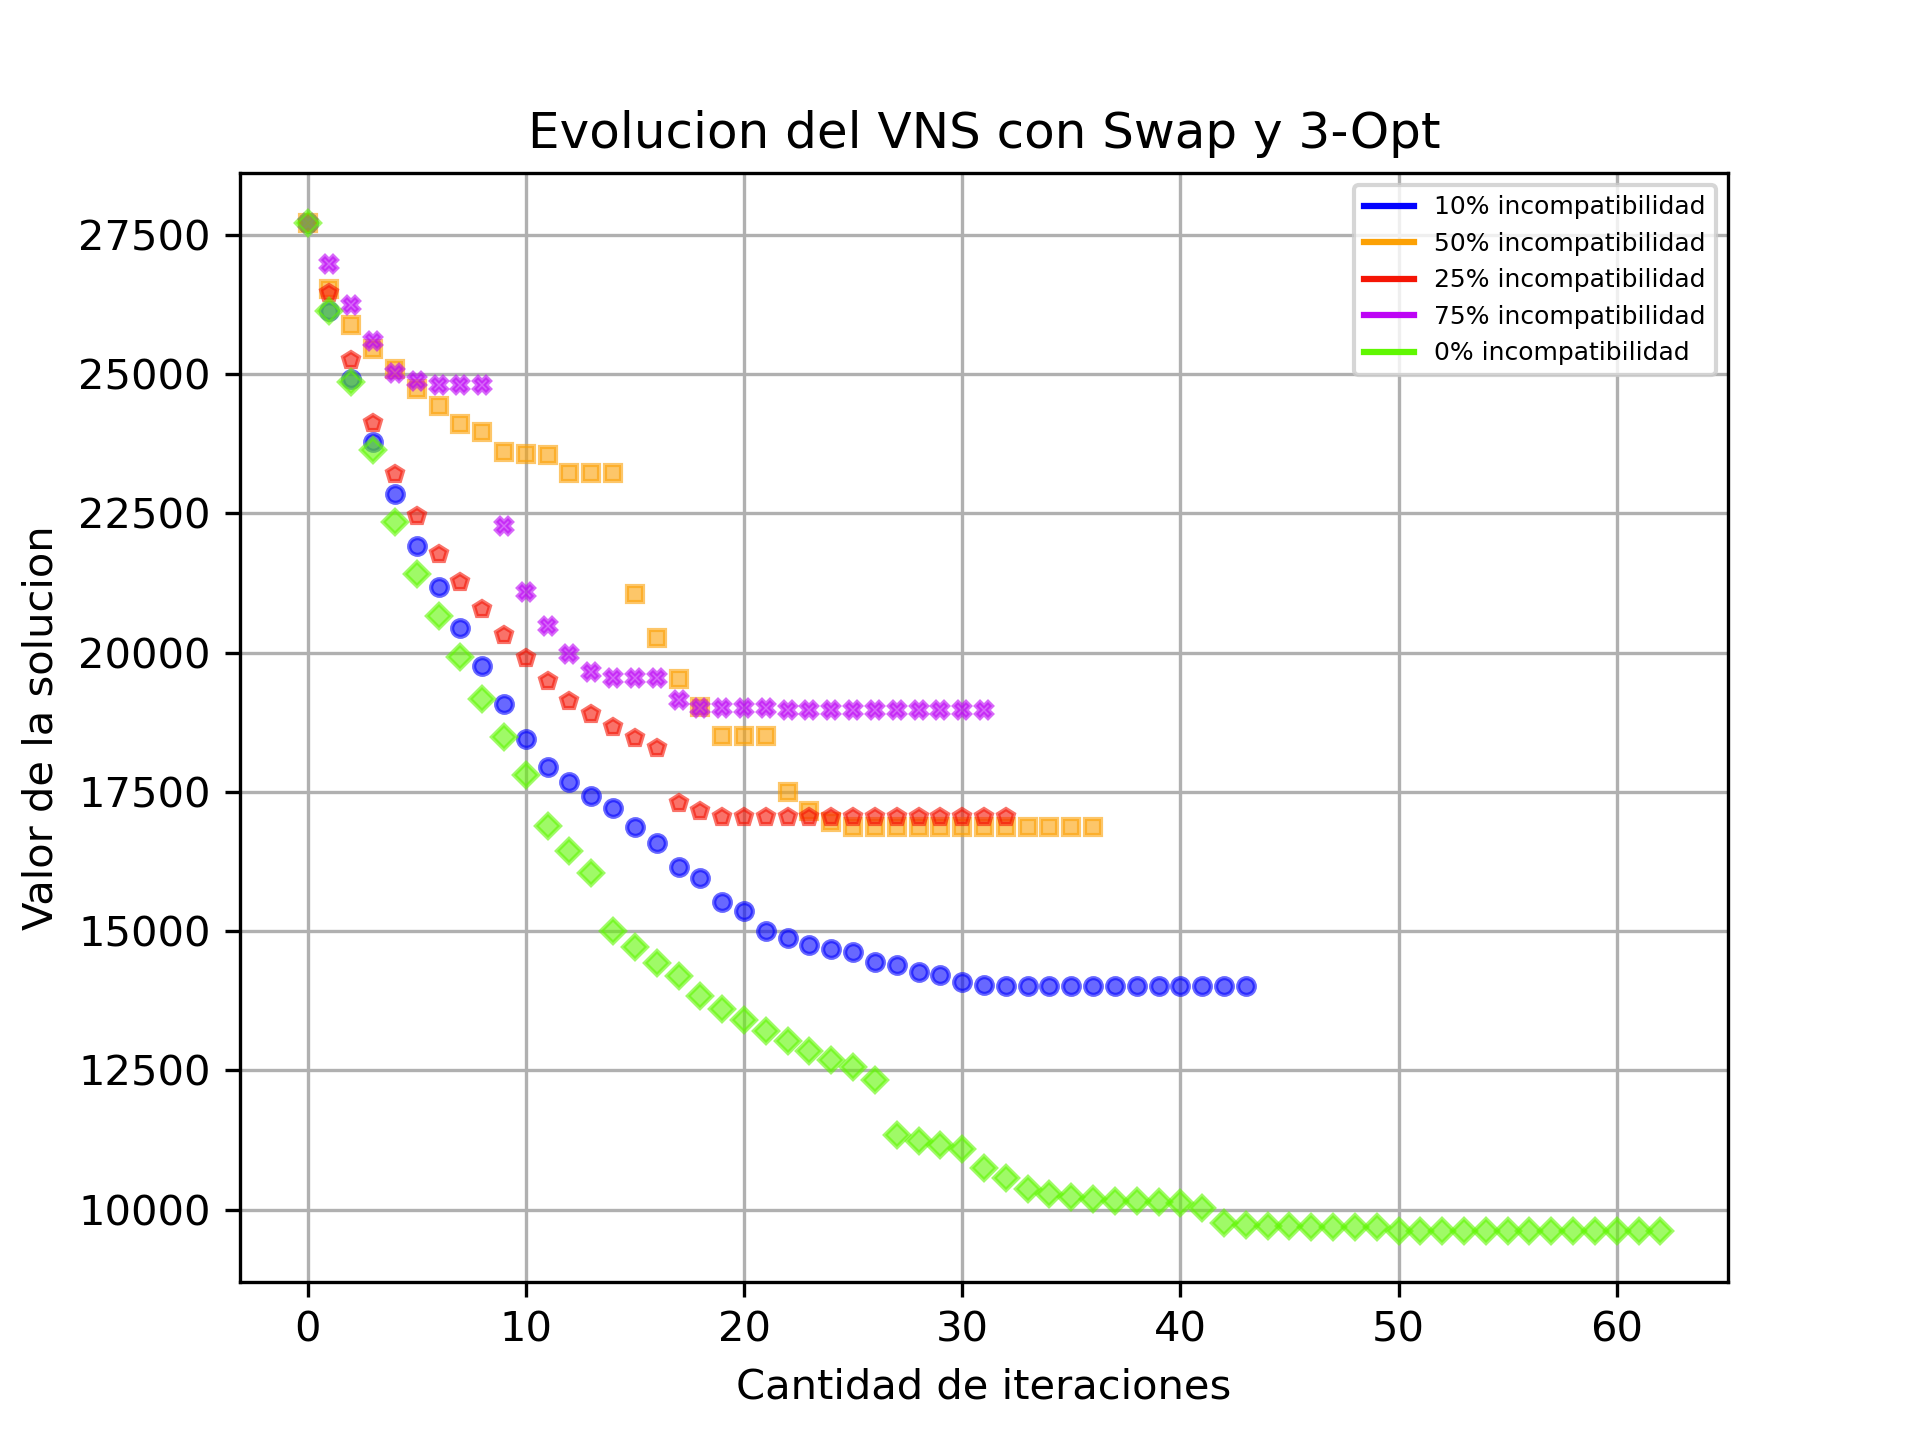 Evolucion del VNS con Swap y 3-Opt
10% incompatibilidad
50% incompatibilidad
25% incompatibilidad
75% incompatibilidad
0% incompatibilidad
Valor de la solucion
27500
25000
22500
20000
17500
15000
12500
10000
0 10 20 30 40 50 60
Cantidad de iteraciones